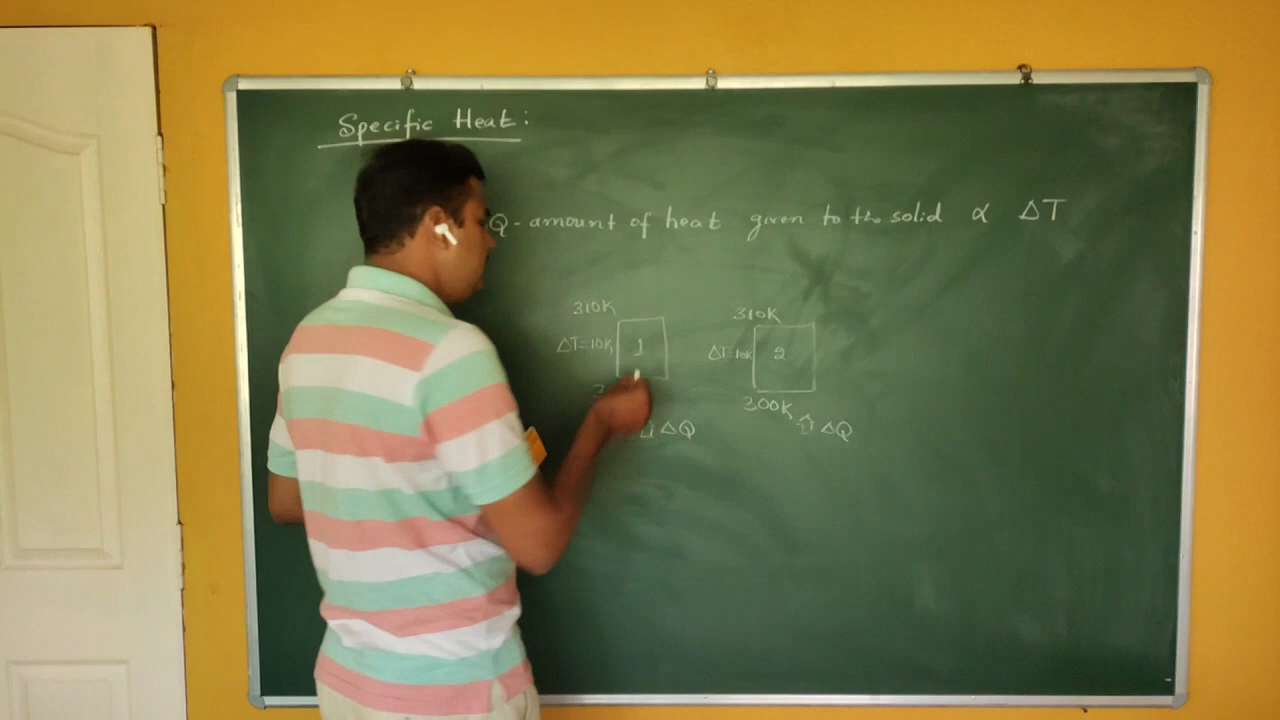 Specific Heat:
Q - amount of heat given to the solid ∝ ΔT
310K 310K
ΔT=10K 1 ΔT=10K 2
300K
ΔQ ΔQ